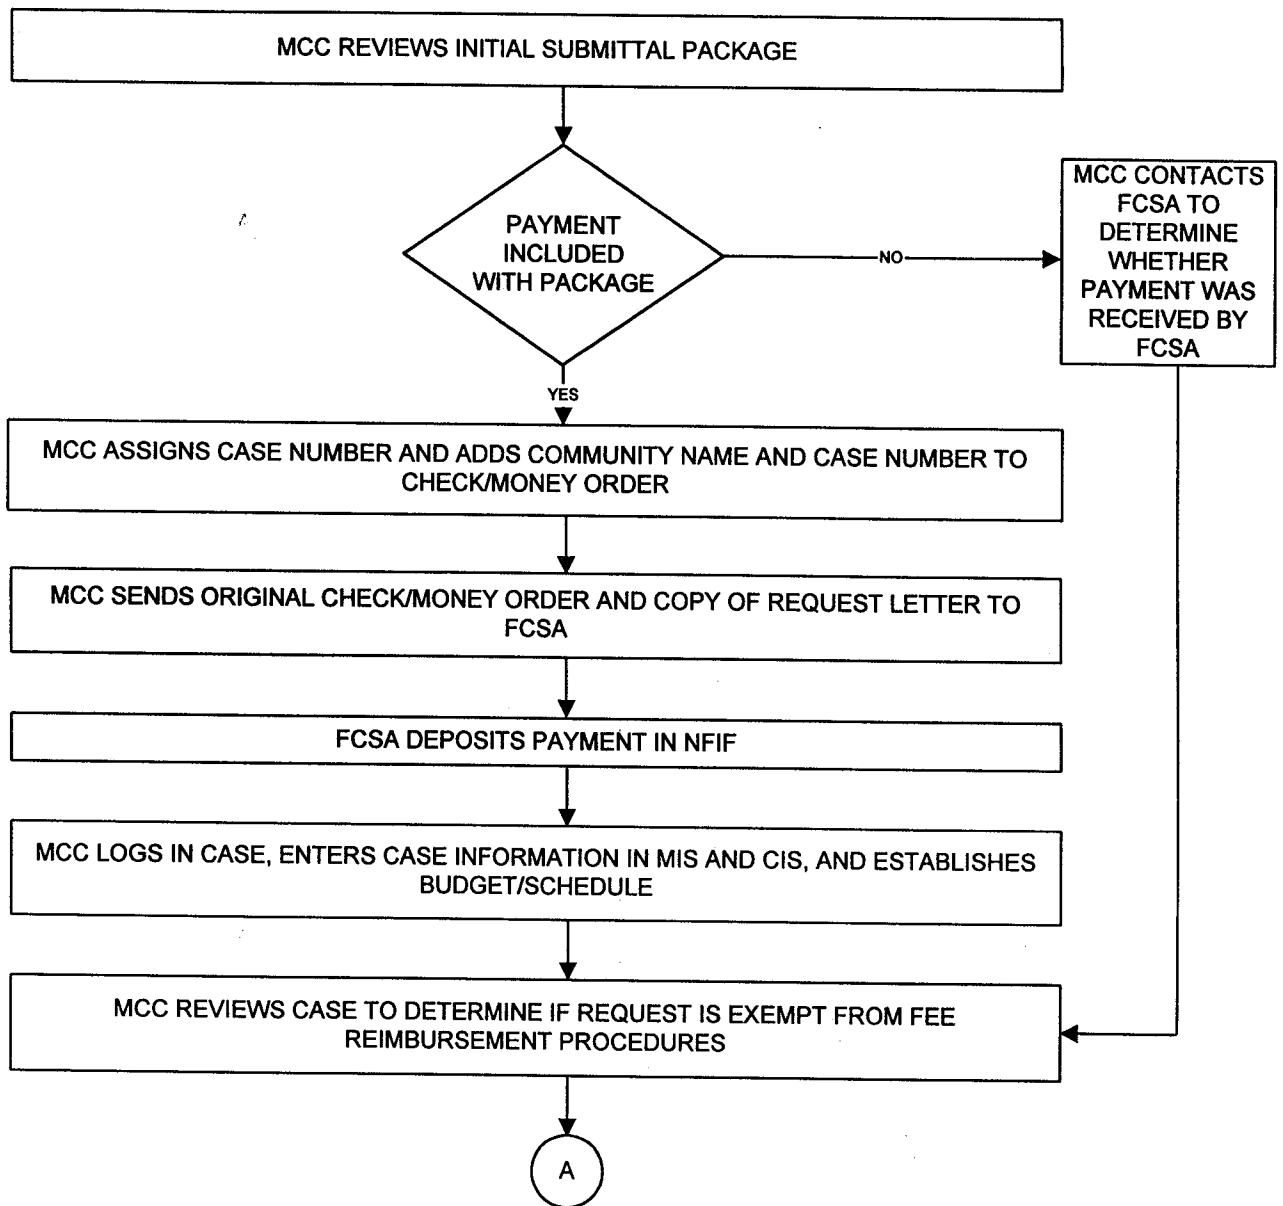 MCC REVIEWS INITIAL SUBMITTAL PACKAGE
PAYMENT
INCLUDED
WITH PACKAGE
NO
MCC CONTACTS
FCSA TO
DETERMINE
WHETHER
PAYMENT WAS
RECEIVED BY
FCSA
YES
MCC ASSIGNS CASE NUMBER AND ADDS COMMUNITY NAME AND CASE NUMBER TO
CHECK/MONEY ORDER
MCC SENDS ORIGINAL CHECK/MONEY ORDER AND COPY OF REQUEST LETTER TO
FCSA
FCSA DEPOSITS PAYMENT IN NFIF
MCC LOGS IN CASE, ENTERS CASE INFORMATION IN MIS AND CIS, AND ESTABLISHES
BUDGET/SCHEDULE
MCC REVIEWS CASE TO DETERMINE IF REQUEST IS EXEMPT FROM FEE
REIMBURSEMENT PROCEDURES
A